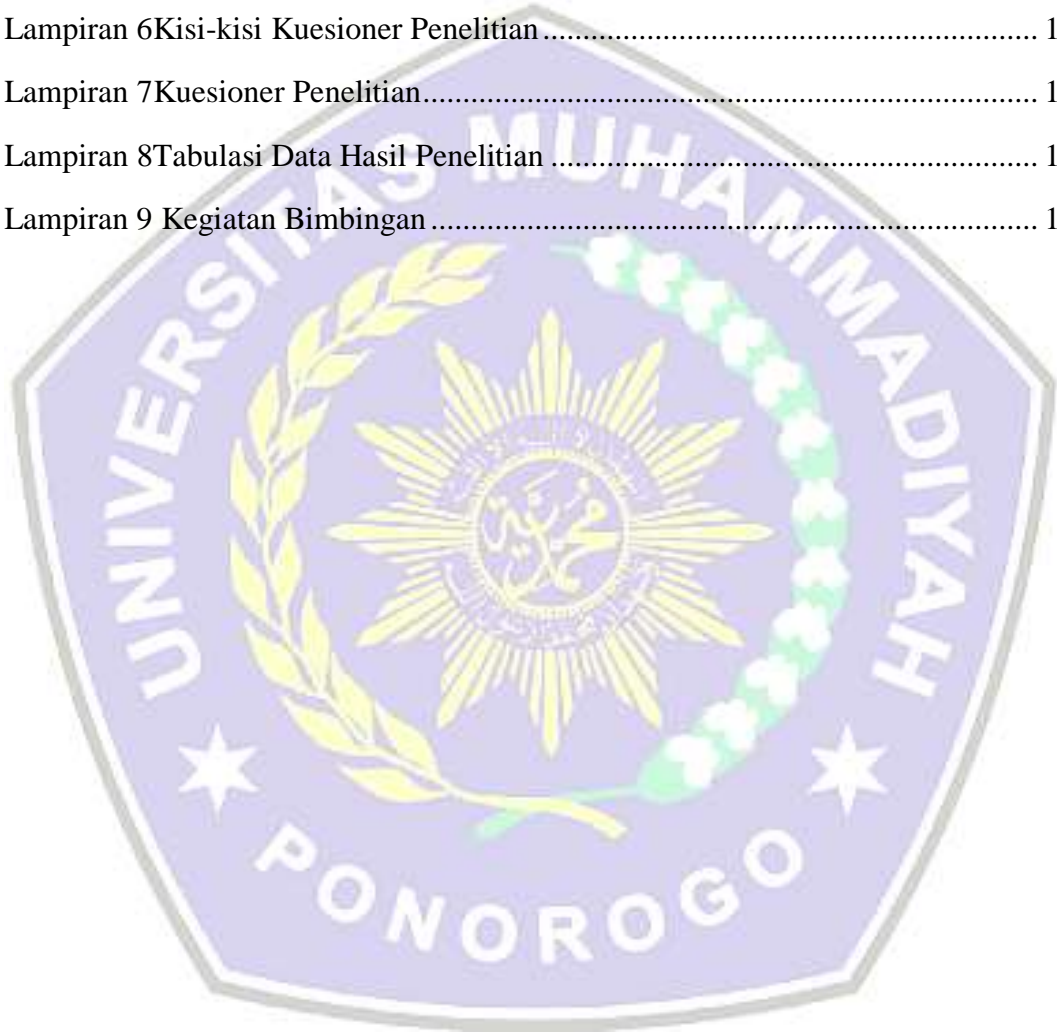 Lampiran 6Kisi-kisi Kuesioner Penelitian ........................................................................... 1
Lampiran 7Kuesioner Penelitian............................................................................................. 1
Lampiran 8Tabulasi Data Hasil Penelitian .......................................................................... 1
Lampiran 9 Kegiatan Bimbingan ............................................................................................ 1
UNIVERSITAS MUHAMMADIYAH
PONOROGO